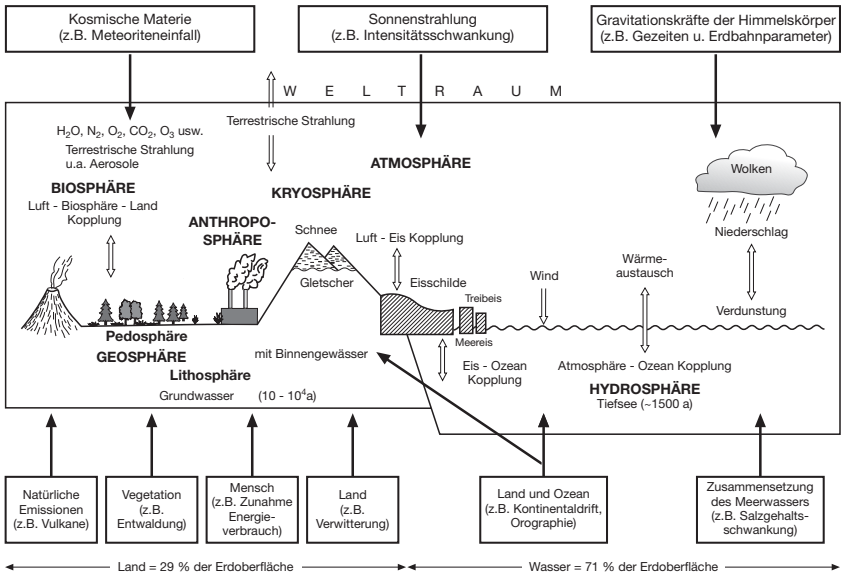 Kosmische Materie
(z.B. Meteoriteneinfall)
Sonnenstrahlung
(z.B. Intensitätsschwankung)
Gravitationskräfte der Himmelskörper
(z.B. Gezeiten u. Erdbahnparameter)
W E L T R A U M
H₂O, N₂, O₂, CO₂, O₃ usw.
Terrestrische Strahlung
u.a. Aerosole
Terrestrische Strahlung
ATMOSPHÄRE
BIOSPHÄRE
Luft - Biosphäre - Land
Kopplung
KRYOSPHÄRE
ANTHROPO-
SPHÄRE
Schnee
Gletscher
Luft - Eis Kopplung
Eisschilde
Treibeis
Meereis
Wind
Wärme-
austausch
Wolken
Niederschlag
Verdunstung
Pedosphäre
GEOSPHÄRE
Lithosphäre
mit Binnengewässer
Grundwasser (10 - 10⁴a)
Eis - Ozean
Kopplung
Atmosphäre - Ozean Kopplung
HYDROSPHÄRE
Tiefsee (~1500 a)
Natürliche
Emissionen
(z.B. Vulkane)
Vegetation
(z.B.
Entwaldung)
Mensch
(z.B. Zunahme
Energie-
verbrauch)
Land
(z.B.
Verwitterung)
Land und Ozean
(z.B. Kontinentaldrift,
Orographie)
Zusammensetzung
des Meerwassers
(z.B. Salzgehalts-
schwankung)
Land = 29 % der Erdoberfläche
Wasser = 71 % der Erdoberfläche